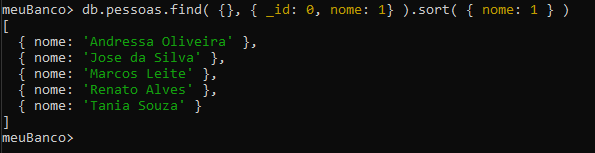 meuBanco> db.pessoas.find( {}, { _id: 0, nome: 1} ).sort( { nome: 1 } )
[
  { nome: 'Andressa Oliveira' },
  { nome: 'Jose da Silva' },
  { nome: 'Marcos Leite' },
  { nome: 'Renato Alves' },
  { nome: 'Tania Souza' }
]
meuBanco>